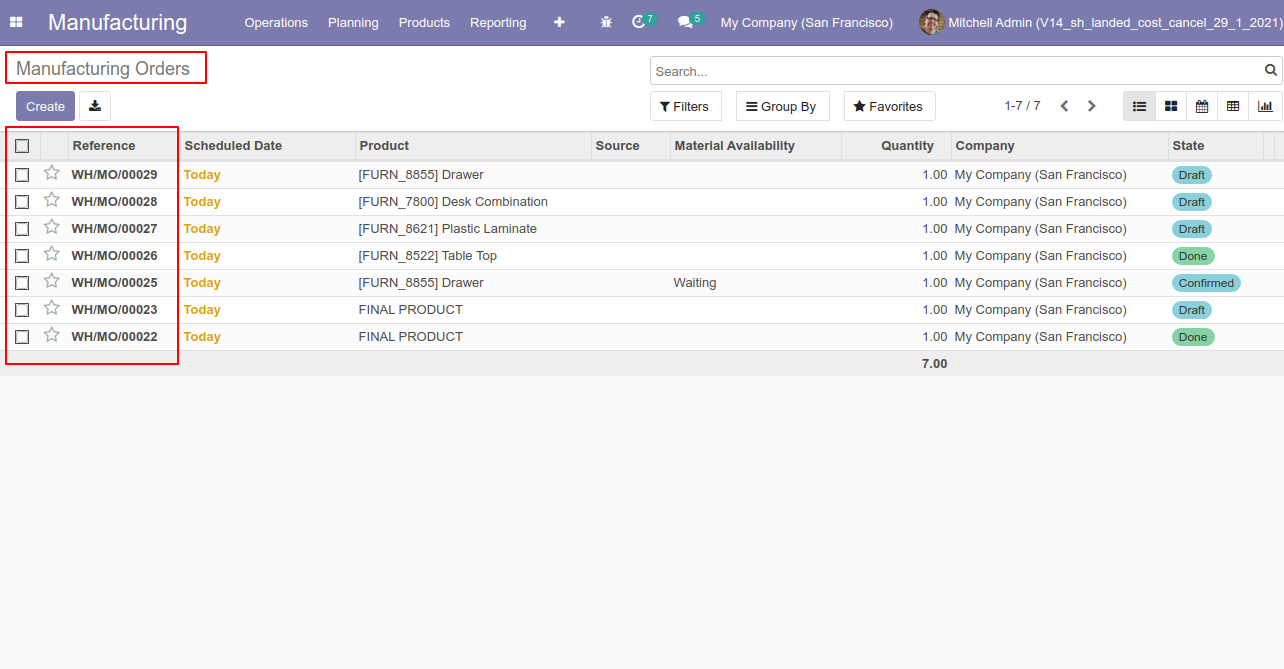 Manufacturing Operations Planning Products Reporting 7 5 My Company (San Francisco) Mitchell Admin (V14_sh_landed_cost_cancel_29_1_2021)
Manufacturing Orders
Search...
Create Filters Group By Favorites 1-7 / 7
Reference Scheduled Date Product Source Material Availability Quantity Company State
WH/MO/00029 Today [FURN_8855] Drawer 1.00 My Company (San Francisco) Draft
WH/MO/00028 Today [FURN_7800] Desk Combination 1.00 My Company (San Francisco) Draft
WH/MO/00027 Today [FURN_8621] Plastic Laminate 1.00 My Company (San Francisco) Draft
WH/MO/00026 Today [FURN_8522] Table Top 1.00 My Company (San Francisco) Done
WH/MO/00025 Today [FURN_8855] Drawer Waiting 1.00 My Company (San Francisco) Confirmed
WH/MO/00023 Today FINAL PRODUCT 1.00 My Company (San Francisco) Draft
WH/MO/00022 Today FINAL PRODUCT 1.00 My Company (San Francisco) Done
7.00